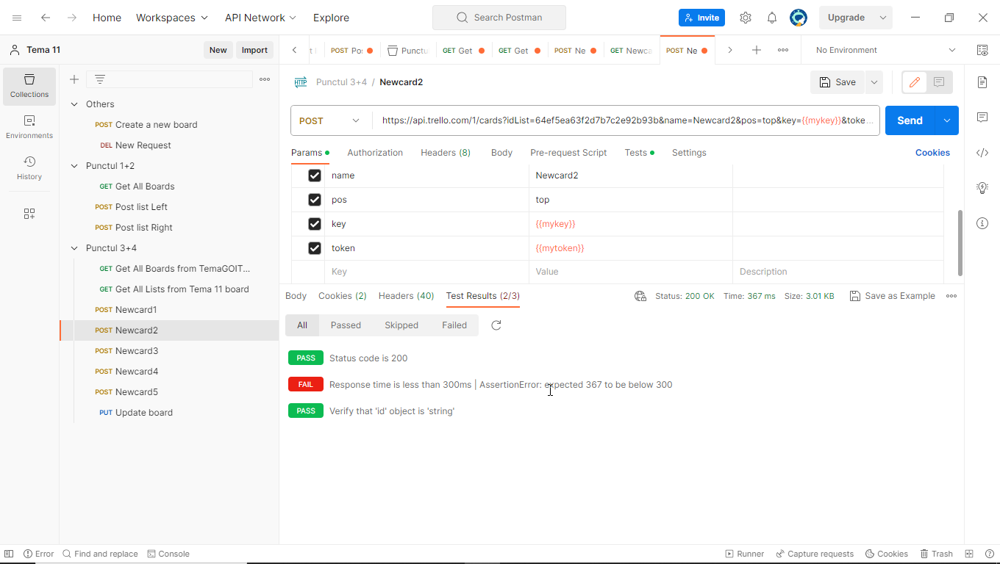 Home Workspaces API Network Explore Search Postman Invite Upgrade
Tema 11 New Import
POST Po: Punctu GET Get GET Get POST Ne GET Newca POST Ne No Environment
Collections
Environments
History
Others
POST Create a new board
DEL New Request
Punctul 1+2
GET Get All Boards
POST Post list Left
POST Post list Right
Punctul 3+4
GET Get All Boards from TemaGOIT...
GET Get All Lists from Tema 11 board
POST Newcard1
POST Newcard2
POST Newcard3
POST Newcard4
POST Newcard5
PUT Update board
HTTP Punctul 3+4 / Newcard2 Save
POST https://api.trello.com/1/cards?idList=64ef5ea63f2d7b7c2e92b93b&name=Newcard2&pos=top&key={{mykey}}&toke... Send
Params Authorization Headers (8) Body Pre-request Script Tests Settings Cookies
name Newcard2
pos top
key {{mykey}}
token {{mytoken}}
Key Value Description
Body Cookies (2) Headers (40) Test Results (2/3) Status: 200 OK Time: 367 ms Size: 3.01 KB Save as Example
All Passed Skipped Failed
PASS Status code is 200
FAIL Response time is less than 300ms | AssertionError: expected 367 to be below 300
PASS Verify that 'id' object is 'string'
Error Find and replace Console Runner Capture requests Cookies Trash